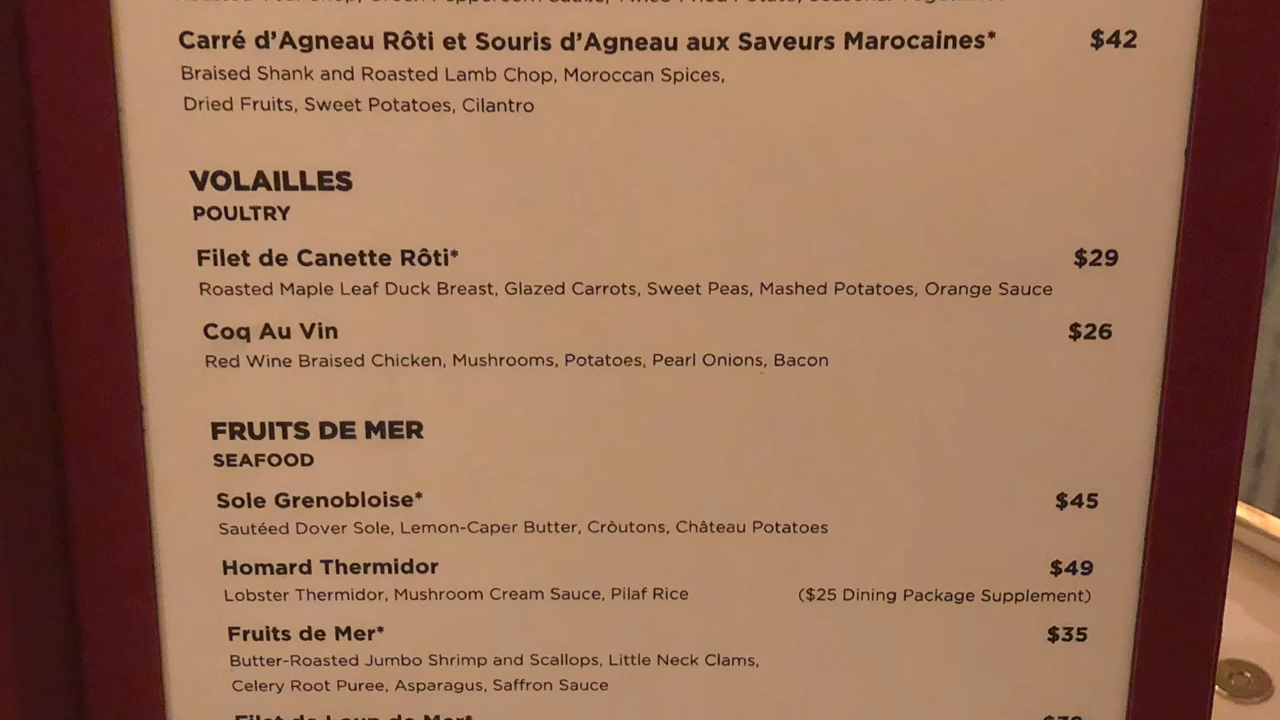 Carré d'Agneau Rôti et Souris d'Agneau aux Saveurs Marocaines* $42
Braised Shank and Roasted Lamb Chop, Moroccan Spices,
Dried Fruits, Sweet Potatoes, Cilantro
VOLAILLES
POULTRY
Filet de Canette Rôti* $29
Roasted Maple Leaf Duck Breast, Glazed Carrots, Sweet Peas, Mashed Potatoes, Orange Sauce
Coq Au Vin $26
Red Wine Braised Chicken, Mushrooms, Potatoes, Pearl Onions, Bacon
FRUITS DE MER
SEAFOOD
Sole Grenobloise* $45
Sautéed Dover Sole, Lemon-Caper Butter, Crôutons, Château Potatoes
Homard Thermidor $49
Lobster Thermidor, Mushroom Cream Sauce, Pilaf Rice ($25 Dining Package Supplement)
Fruits de Mer* $35
Butter-Roasted Jumbo Shrimp and Scallops, Little Neck Clams,
Celery Root Puree, Asparagus, Saffron Sauce
Filet de Loup de Mer*